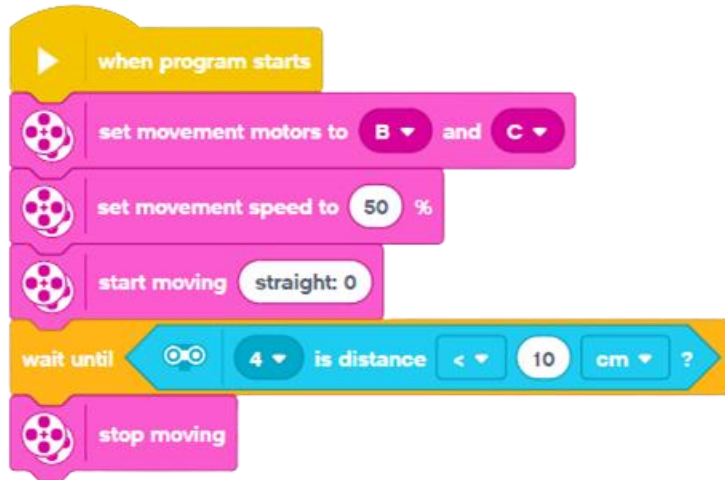 when program starts
set movement motors to B and C
set movement speed to 50 %
start moving straight: 0
wait until 4 is distance < 10 cm ?
stop moving